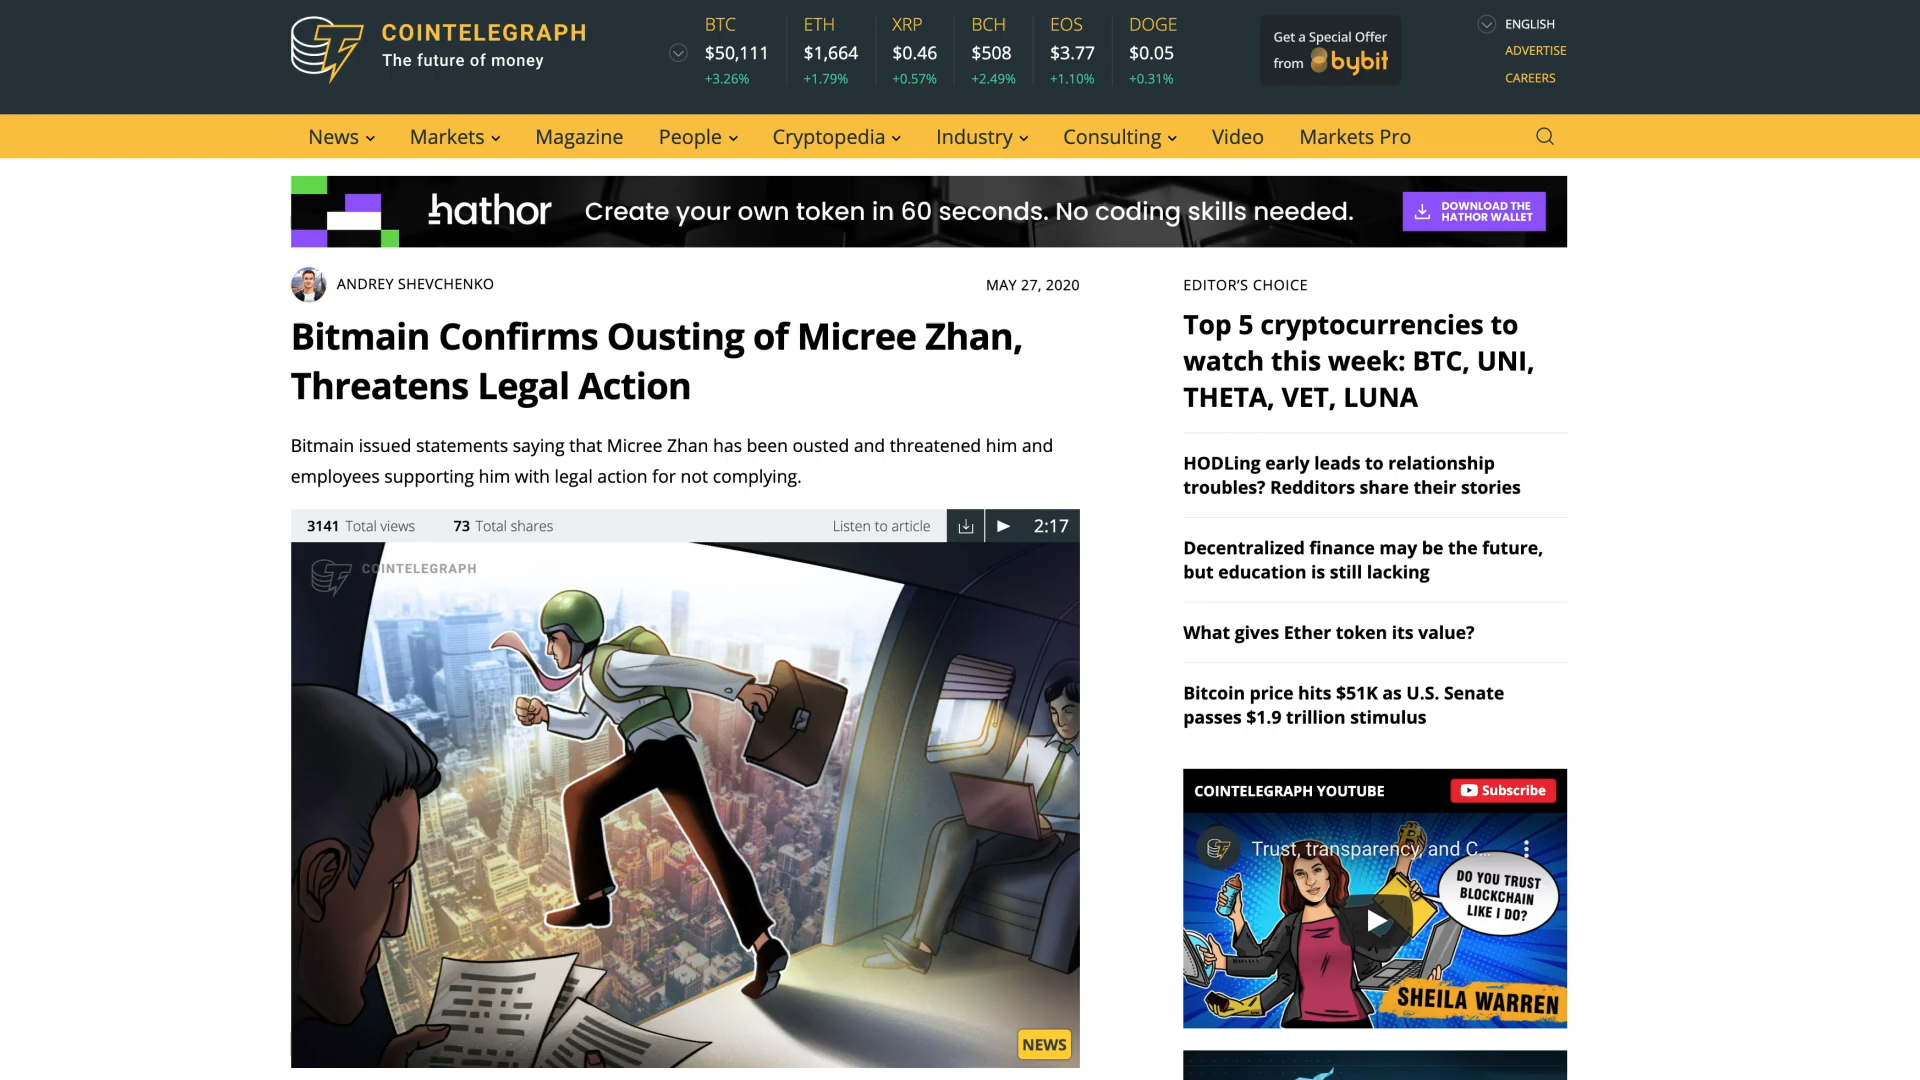 COINTELEGRAPH
The future of money
BTC
$50,111
+3.26%
ETH
$1,664
+1.79%
XRP
$0.46
+0.57%
BCH
$508
+2.49%
EOS
$3.77
+1.10%
DOGE
$0.05
+0.31%
Get a Special Offer
from bybit
ENGLISH
ADVERTISE
CAREERS
News
Markets
Magazine
People
Cryptopedia
Industry
Consulting
Video
Markets Pro
hathor
Create your own token in 60 seconds. No coding skills needed.
DOWNLOAD THE
HATHOR WALLET
ANDREY SHEVCHENKO
MAY 27, 2020
Bitmain Confirms Ousting of Micree Zhan,
Threatens Legal Action
Bitmain issued statements saying that Micree Zhan has been ousted and threatened him and
employees supporting him with legal action for not complying.
3141 Total views
73 Total shares
Listen to article
2:17
COINTELEGRAPH
NEWS
EDITOR'S CHOICE
Top 5 cryptocurrencies to
watch this week: BTC, UNI,
THETA, VET, LUNA
HODLing early leads to relationship
troubles? Redditors share their stories
Decentralized finance may be the future,
but education is still lacking
What gives Ether token its value?
Bitcoin price hits $51K as U.S. Senate
passes $1.9 trillion stimulus
COINTELEGRAPH YOUTUBE
Subscribe
Trust, transparency, and C...
DO YOU TRUST
BLOCKCHAIN
LIKE I DO?
SHEILA WARREN